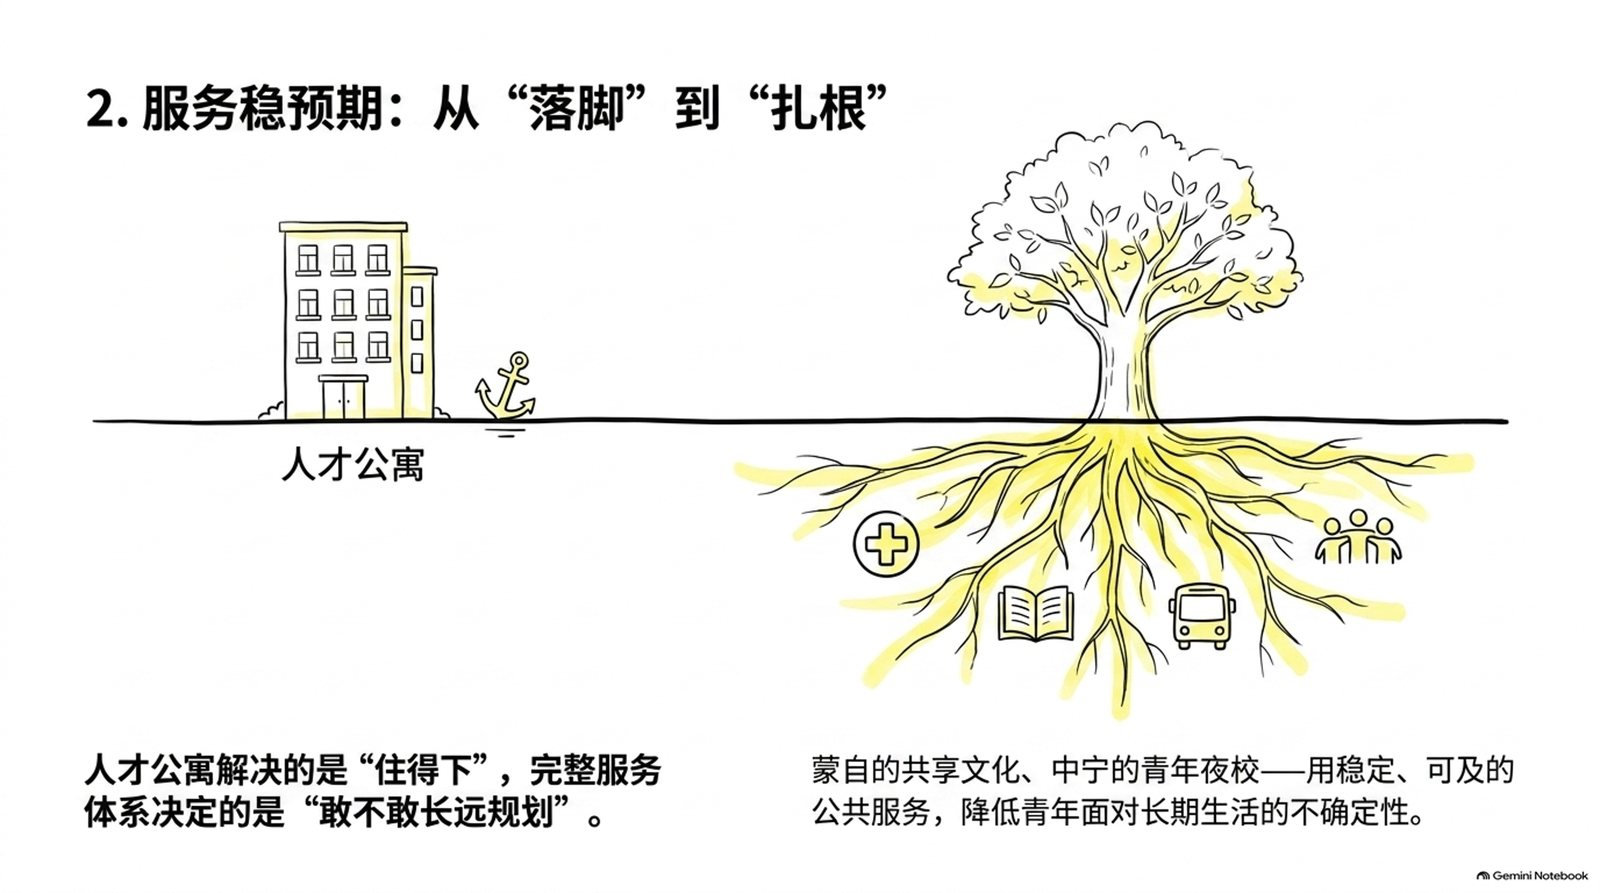 2. 服务稳预期：从“落脚”到“扎根”
人才公寓
人才公寓解决的是“住得下”，完整服务
体系决定的是“敢不敢长远规划”。
蒙自的共享文化、中宁的青年夜校——用稳定、可及的
公共服务，降低青年面对长期生活的不确定性。
Gemini Notebook